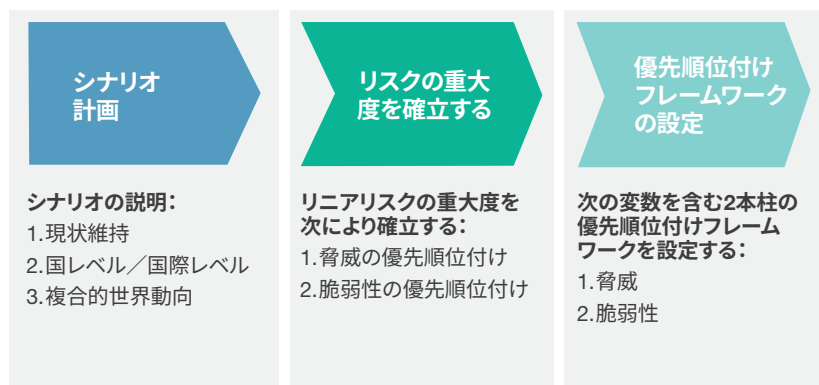 シナリオ
計画
シナリオの説明：
1.現状維持
2.国レベル／国際レベル
3.複合的世界動向
リスクの重大
度を確立する
リニアリスクの重大度を
次により確立する：
1.脅威の優先順位付け
2.脆弱性の優先順位付け
優先順位付け
フレームワーク
の設定
次の変数を含む2本柱の
優先順位付けフレーム
ワークを設定する：
1.脅威
2.脆弱性